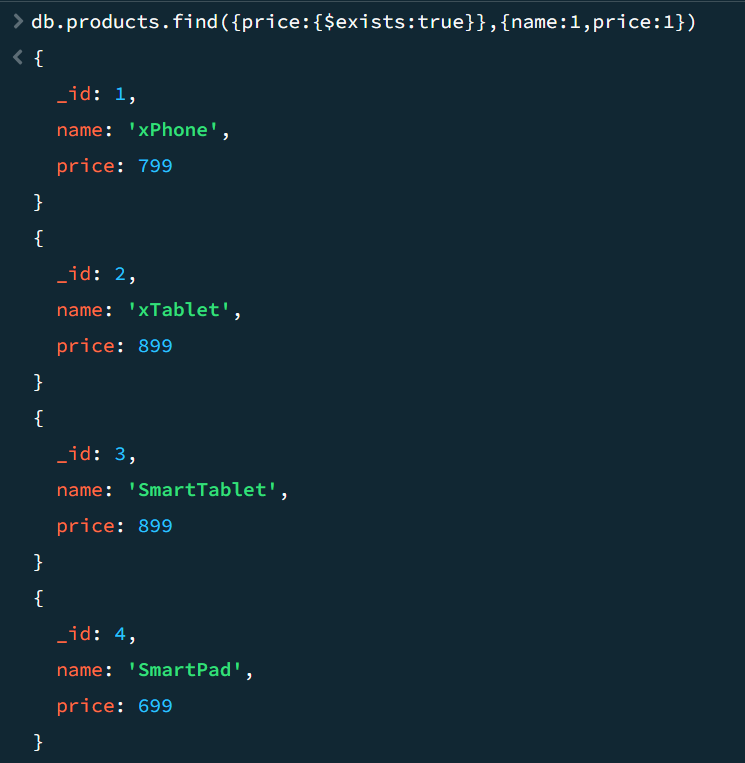 > db.products.find({price:{$exists:true}},{name:1,price:1})
< {
_id: 1,
name: 'xPhone',
price: 799
}
{
_id: 2,
name: 'xTablet',
price: 899
}
{
_id: 3,
name: 'SmartTablet',
price: 899
}
{
_id: 4,
name: 'SmartPad',
price: 699
}